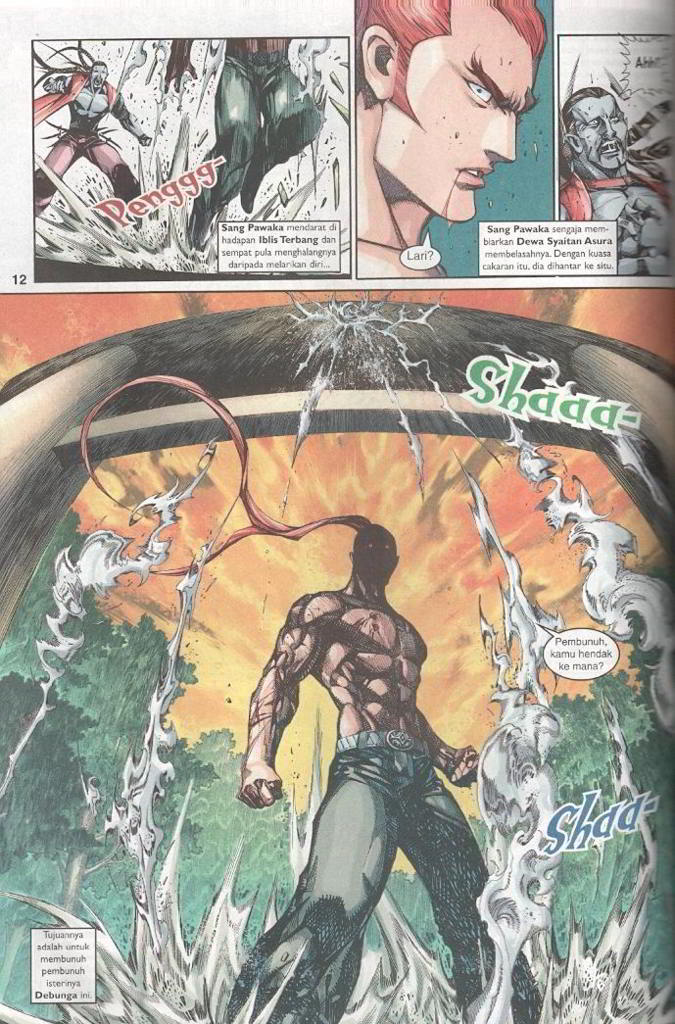 Penggg-
Sang Pawaka mendarat di
hadapan Iblis Terbang dan
sempat pula menghalangnya
daripada melarikan diri...
Lari?
Ahh!
Sang Pawaka sengaja mem-
biarkan Dewa Syaitan Asura
membelasahnya. Dengan kuasa
cakaran itu, dia dihantar ke situ.
12
Shaaa-
Pembunuh,
kamu hendak
ke mana?
Shaa-
Tujuannya
adalah untuk
membunuh
pembunuh
isterinya
Debunga ini.